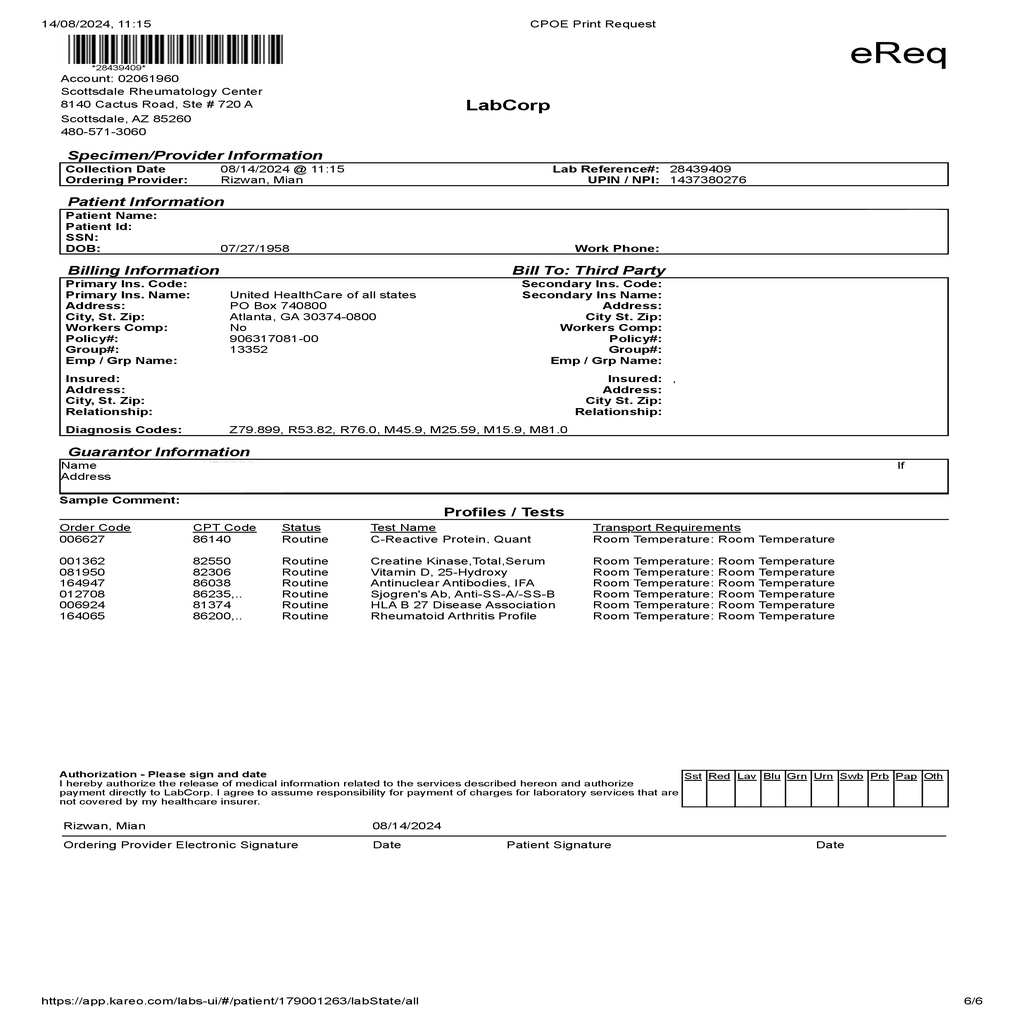 14/08/2024, 11:15 CPOE Print Request
*28439409*
eReq
Account: 02061960
Scottsdale Rheumatology Center
8140 Cactus Road, Ste # 720 A
LabCorp
Scottsdale, AZ 85260
480-571-3060
Specimen/Provider Information
Collection Date 08/14/2024 @ 11:15 Lab Reference#: 28439409
Ordering Provider: Rizwan, Mian UPIN / NPI: 1437380276
Patient Information
Patient Name:
Patient Id:
SSN:
DOB: 07/27/1958 Work Phone:
Billing Information Bill To: Third Party
Primary Ins. Code: Secondary Ins. Code:
Primary Ins. Name: United HealthCare of all states Secondary Ins Name:
Address: PO Box 740800 Address:
City, St. Zip: Atlanta, GA 30374-0800 City St. Zip:
Workers Comp: No Workers Comp:
Policy#: 906317081-00 Policy#:
Group#: 13352 Group#:
Emp / Grp Name: Emp / Grp Name:
Insured: Insured: ,
Address: Address:
City, St. Zip: City St. Zip:
Relationship: Relationship:
Diagnosis Codes: Z79.899, R53.82, R76.0, M45.9, M25.59, M15.9, M81.0
Guarantor Information
Name If
Address
Sample Comment:
Profiles / Tests
Order Code CPT Code Status Test Name Transport Requirements
006627 86140 Routine C-Reactive Protein, Quant Room Temperature: Room Temperature
001362 82550 Routine Creatine Kinase,Total,Serum Room Temperature: Room Temperature
081950 82306 Routine Vitamin D, 25-Hydroxy Room Temperature: Room Temperature
164947 86038 Routine Antinuclear Antibodies, IFA Room Temperature: Room Temperature
012708 86235,.. Routine Sjogren's Ab, Anti-SS-A/-SS-B Room Temperature: Room Temperature
006924 81374 Routine HLA B 27 Disease Association Room Temperature: Room Temperature
164065 86200,.. Routine Rheumatoid Arthritis Profile Room Temperature: Room Temperature
Authorization - Please sign and date
I hereby authorize the release of medical information related to the services described hereon and authorize
payment directly to LabCorp. I agree to assume responsibility for payment of charges for laboratory services that are
not covered by my healthcare insurer.
Sst Red Lav Blu Grn Urn Swb Prb Pap Oth
Rizwan, Mian 08/14/2024
Ordering Provider Electronic Signature Date Patient Signature Date
https://app.kareo.com/labs-ui/#/patient/179001263/labState/all 6/6